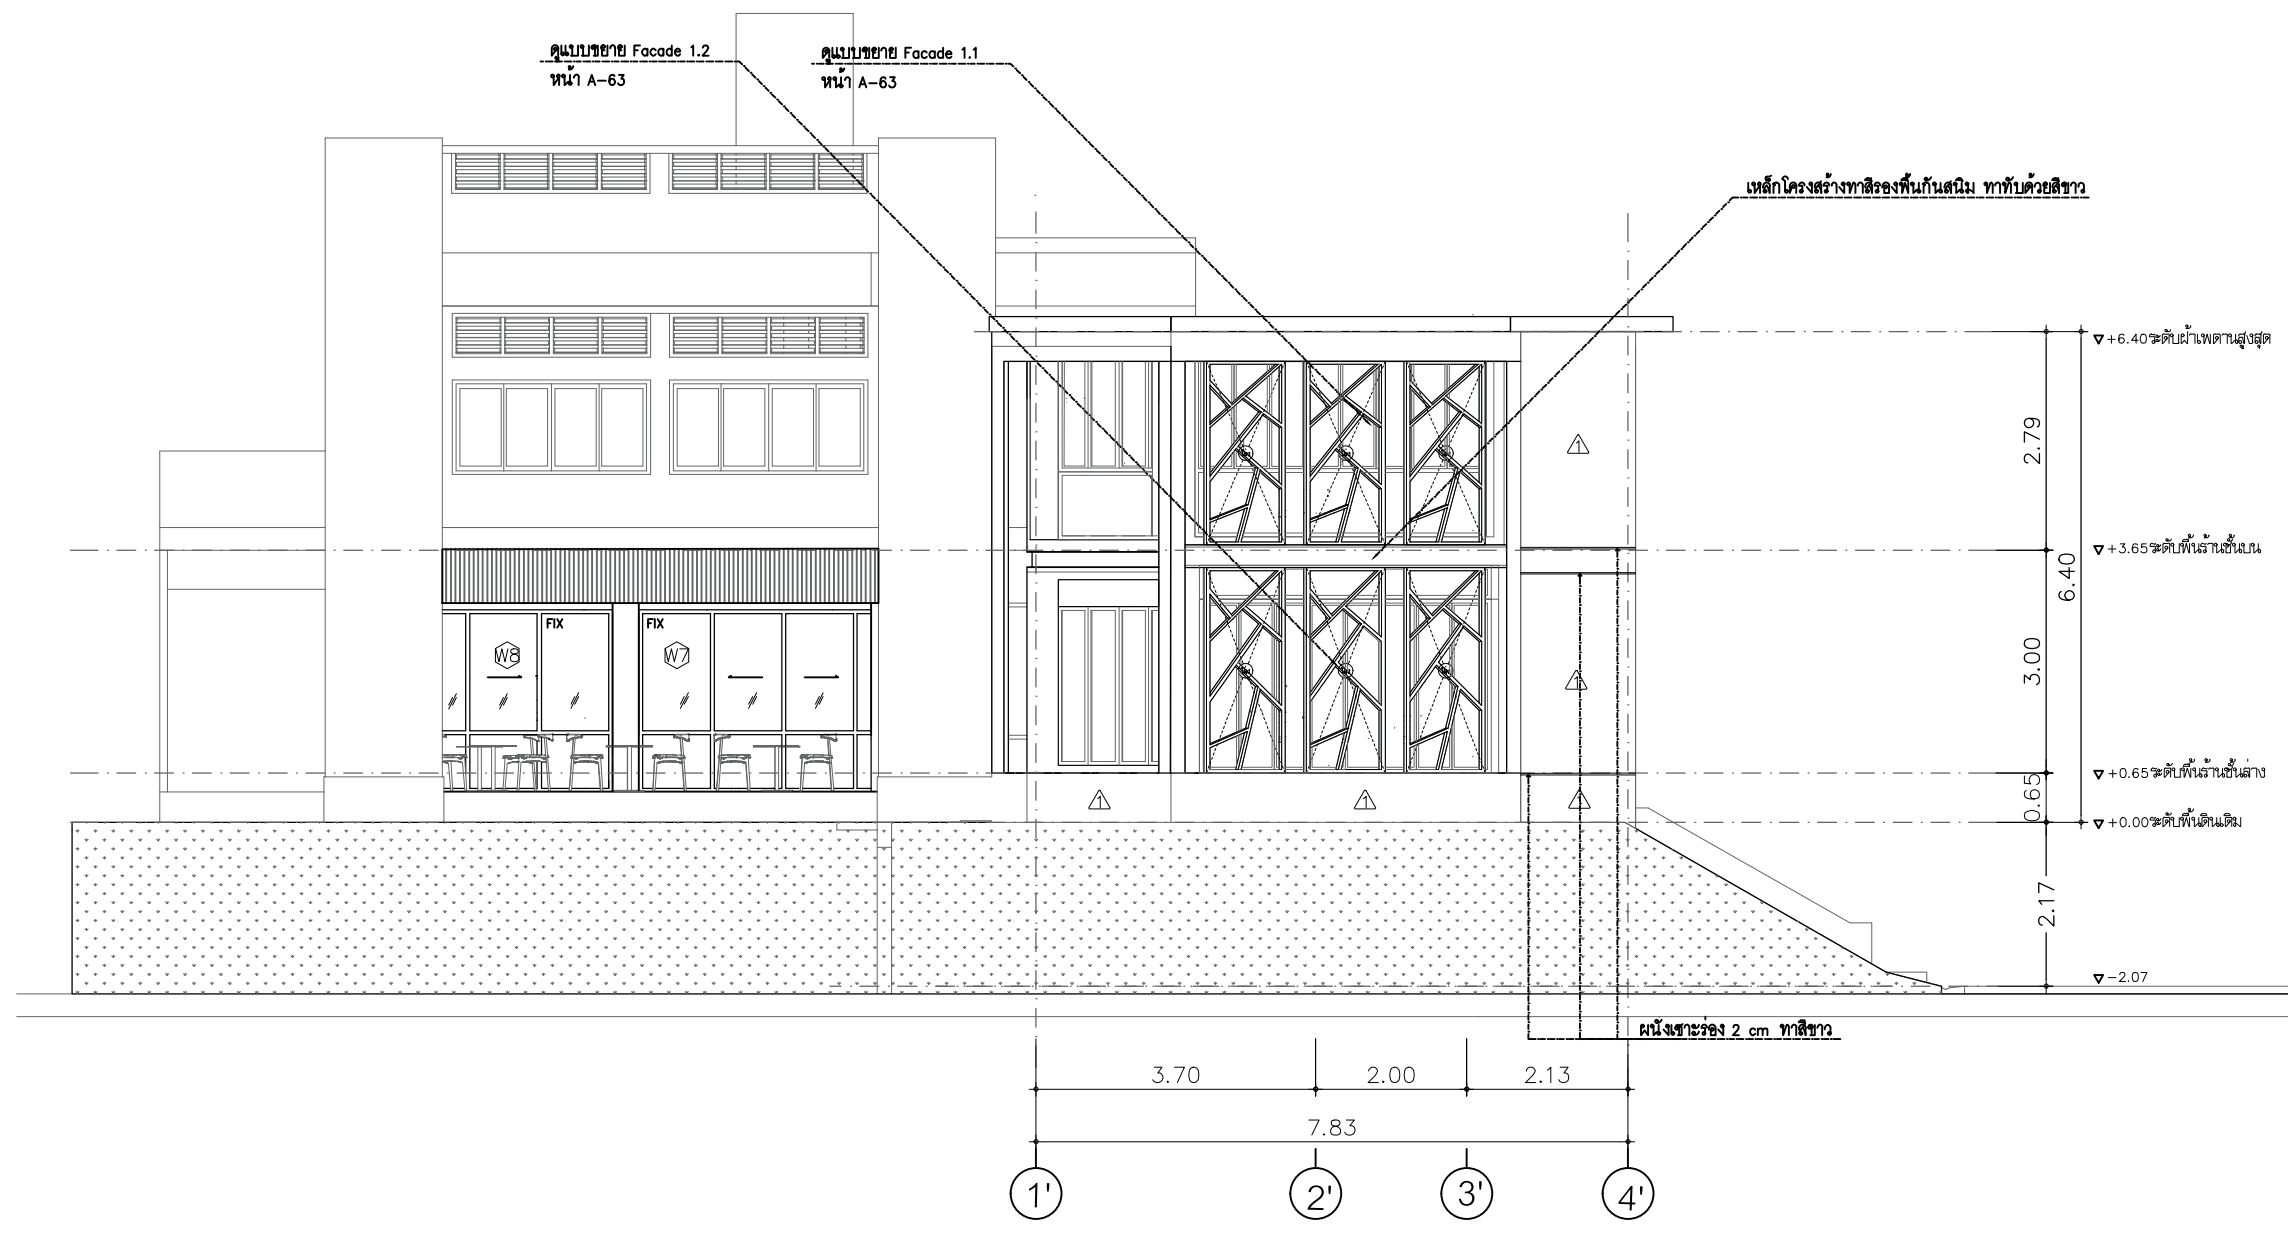 ดูแบบขยาย Facade 1.2
หน้า A-63
ดูแบบขยาย Facade 1.1
หน้า A-63
เหล็กโครงสร้างทาสีรองพื้นกันสนิม ทาทับด้วยสีขาว
+6.40ระดับฝ้าเพดานสูงสุด
2.79
1
+3.65ระดับพื้นร้านชั้นบน
6.40
FIX
FIX
W8
W7
3.00
1
+0.65ระดับพื้นร้านชั้นล่าง
0.65
1
1
1
+0.00ระดับพื้นดินเดิม
2.17
-2.07
ผนังเซาะร่อง 2 cm ทาสีขาว
3.70
2.00
2.13
7.83
1'
2'
3'
4'